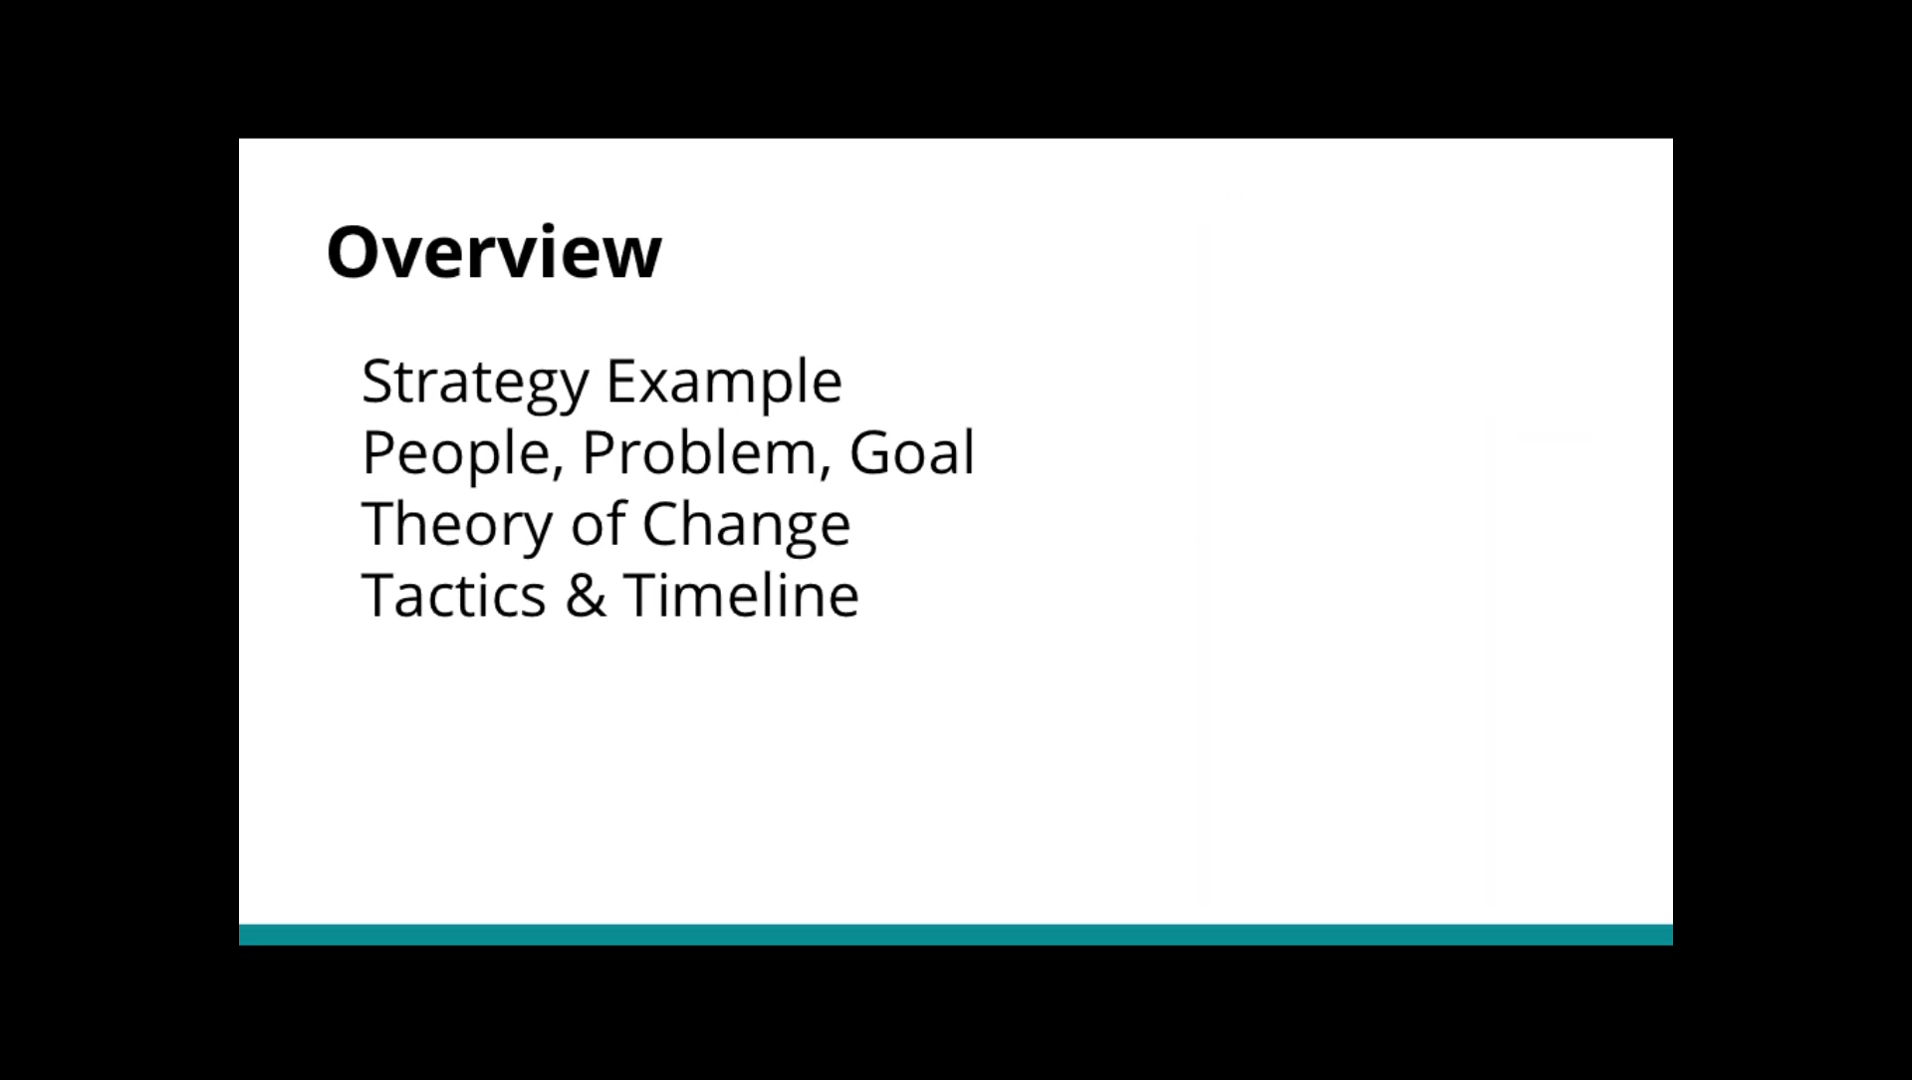 Overview
Strategy Example
People, Problem, Goal
Theory of Change
Tactics & Timeline